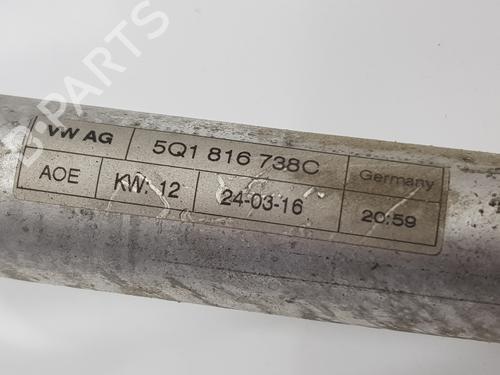 VW AG 5Q1 816 738C Germany
AOE KW: 12 24-03-16 20:59
B-PARTS